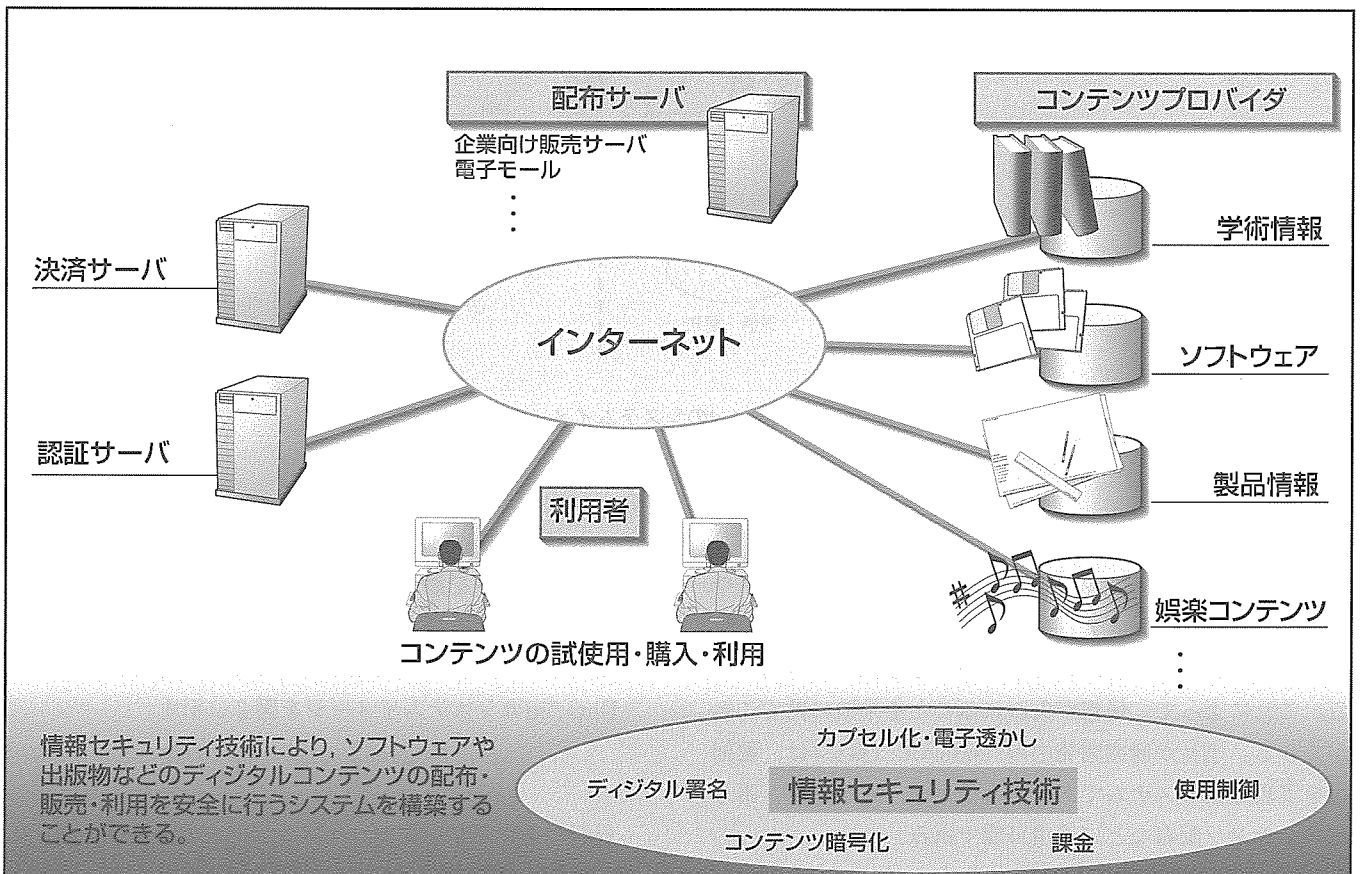 配布サーバ
企業向け販売サーバ
電子モール
・
・
・
コンテンツプロバイダ
学術情報
ソフトウェア
製品情報
娯楽コンテンツ
・
・
・
決済サーバ
認証サーバ
インターネット
利用者
コンテンツの試使用・購入・利用
情報セキュリティ技術により, ソフトウェアや
出版物などのディジタルコンテンツの配布・
販売・利用を安全に行うシステムを構築する
ことができる。
カプセル化・電子透かし
ディジタル署名
情報セキュリティ技術
使用制御
コンテンツ暗号化
課金